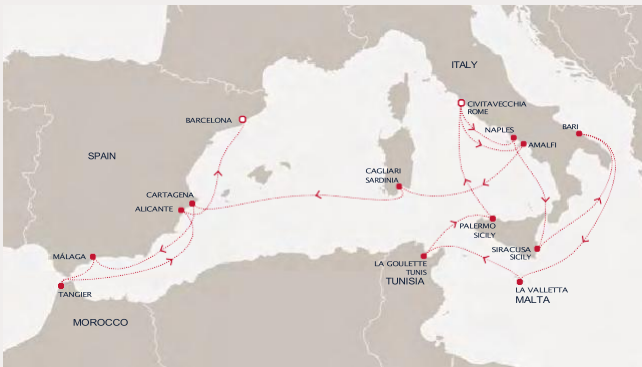 ITALY
CIVITAVECCHIA
ROME
BARCELONA
NAPLES
BARI
AMALFI
SPAIN
CAGLIARI
SARDINIA
CARTAGENA
ALICANTE
PALERMO
SICILY
SIRACUSA
SICILY
MÁLAGA
LA GOULETTE
TUNIS
TUNISIA
TANGIER
LA VALLETTA
MALTA
MOROCCO